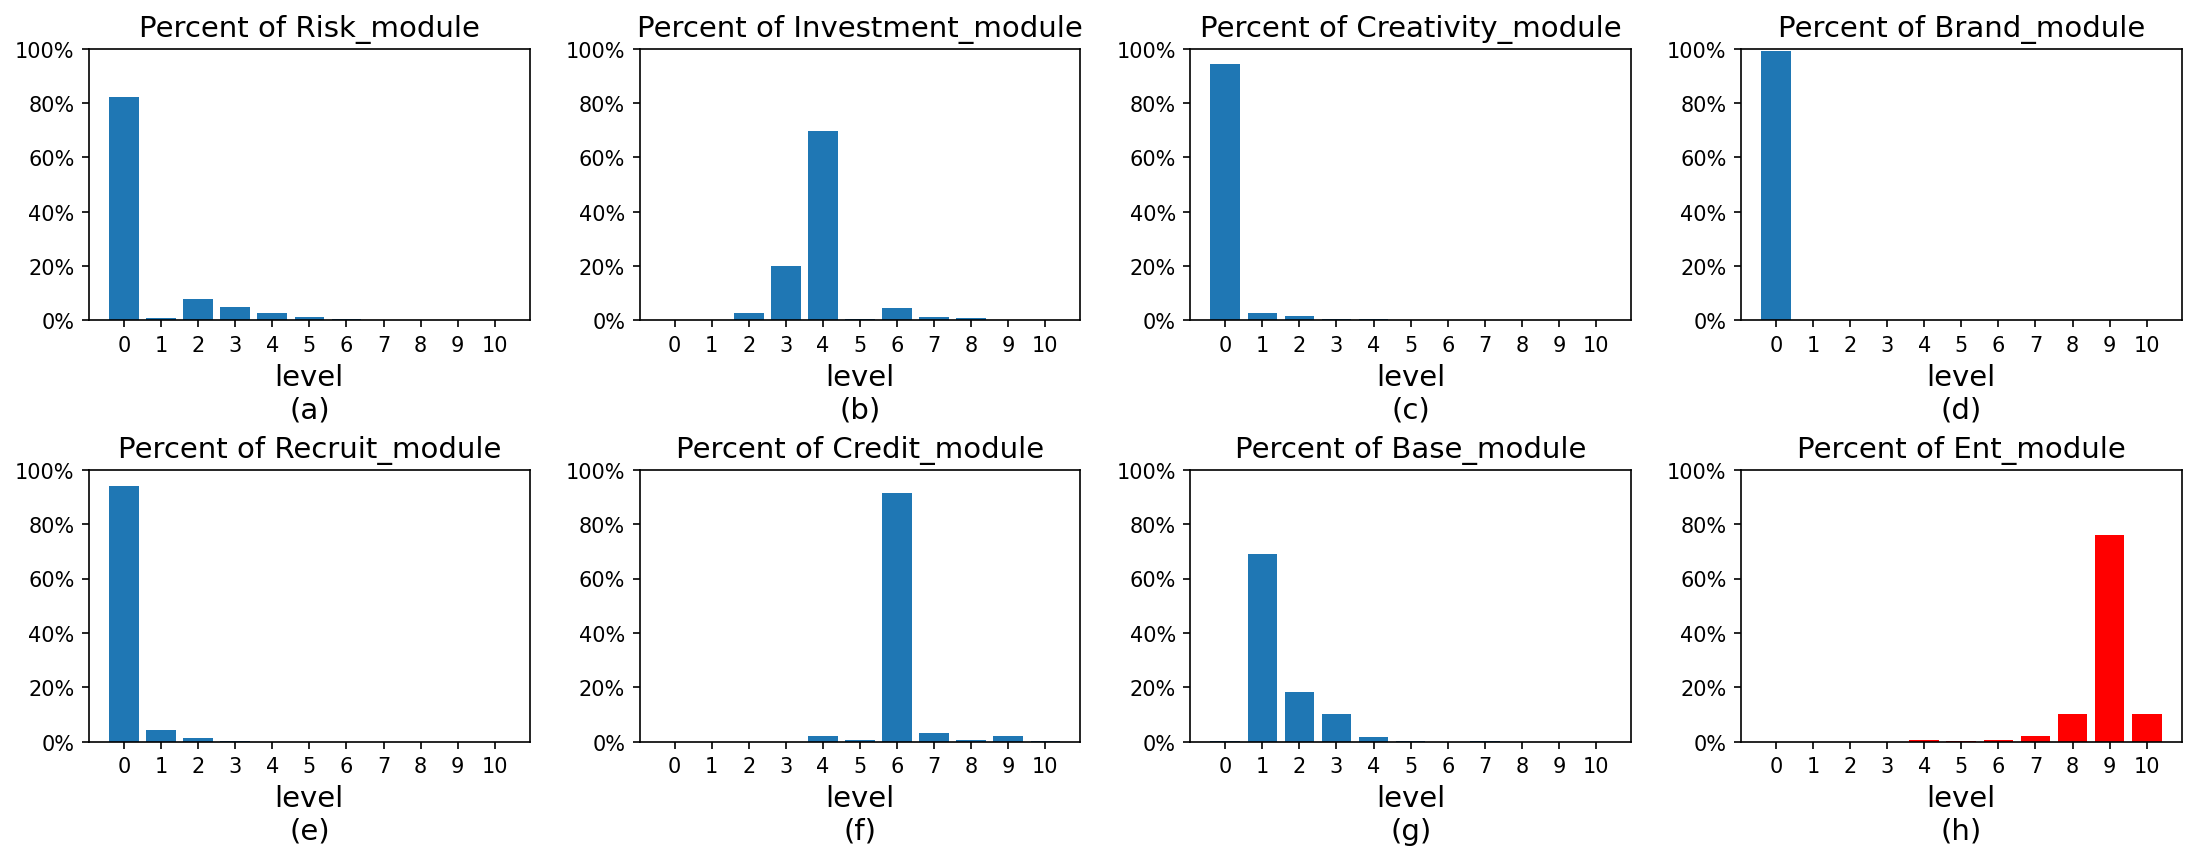 Percent of Risk_module
100%
80%
60%
40%
20%
0%
0 1 2 3 4 5 6 7 8 9 10
level
(a)
Percent of Investment_module
100%
80%
60%
40%
20%
0%
0 1 2 3 4 5 6 7 8 9 10
level
(b)
Percent of Creativity_module
100%
80%
60%
40%
20%
0%
0 1 2 3 4 5 6 7 8 9 10
level
(c)
Percent of Brand_module
100%
80%
60%
40%
20%
0%
0 1 2 3 4 5 6 7 8 9 10
level
(d)
Percent of Recruit_module
100%
80%
60%
40%
20%
0%
0 1 2 3 4 5 6 7 8 9 10
level
(e)
Percent of Credit_module
100%
80%
60%
40%
20%
0%
0 1 2 3 4 5 6 7 8 9 10
level
(f)
Percent of Base_module
100%
80%
60%
40%
20%
0%
0 1 2 3 4 5 6 7 8 9 10
level
(g)
Percent of Ent_module
100%
80%
60%
40%
20%
0%
0 1 2 3 4 5 6 7 8 9 10
level
(h)